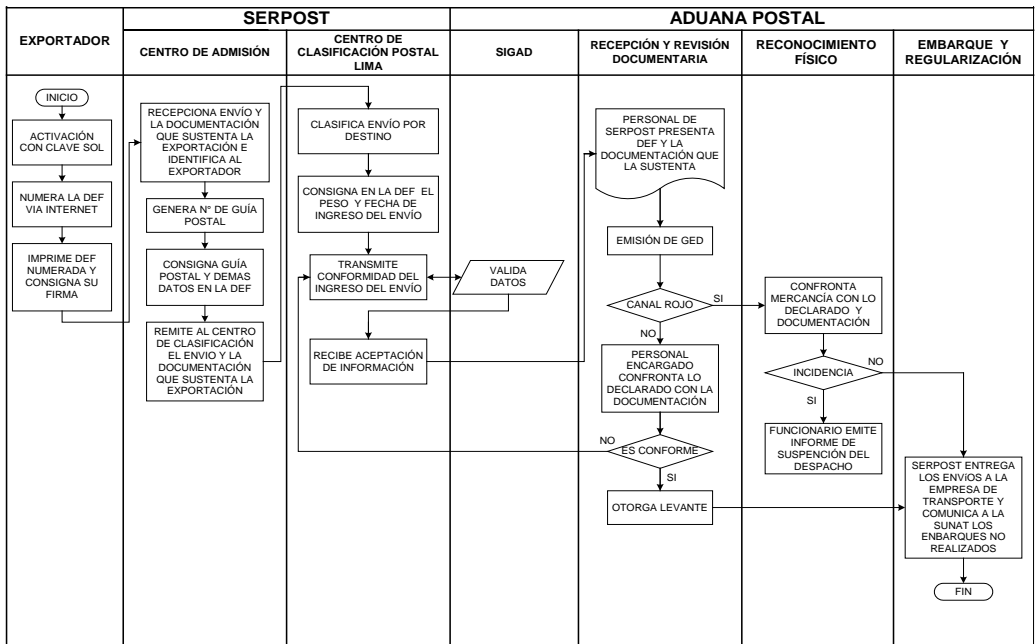 SERPOST
ADUANA POSTAL
EXPORTADOR
CENTRO DE ADMISIÓN
CENTRO DE
CLASIFICACIÓN POSTAL
LIMA
SIGAD
RECEPCIÓN Y REVISIÓN
DOCUMENTARIA
RECONOCIMIENTO
FÍSICO
EMBARQUE Y
REGULARIZACIÓN
INICIO
ACTIVACIÓN
CON CLAVE SOL
NUMERA LA DEF
VIA INTERNET
IMPRIME DEF
NUMERADA Y
CONSIGNA SU
FIRMA
RECEPCIONA ENVÍO Y
LA DOCUMENTACIÓN
QUE SUSTENTA LA
EXPORTACIÓN E
IDENTIFICA AL
EXPORTADOR
GENERA N° DE GUÍA
POSTAL
CONSIGNA GUÍA
POSTAL Y DEMAS
DATOS EN LA DEF
REMITE AL CENTRO
DE CLASIFICACIÓN
EL ENVIO Y LA
DOCUMENTACIÓN
QUE SUSTENTA LA
EXPORTACIÓN
CLASIFICA ENVÍO POR
DESTINO
CONSIGNA EN LA DEF EL
PESO Y FECHA DE
INGRESO DEL ENVÍO
TRANSMITE
CONFORMIDAD DEL
INGRESO DEL ENVÍO
RECIBE ACEPTACIÓN
DE INFORMACIÓN
VALIDA
DATOS
PERSONAL DE
SERPOST PRESENTA
DEF Y LA
DOCUMENTACIÓN QUE
LA SUSTENTA
EMISIÓN DE GED
CANAL ROJO
SI
NO
PERSONAL
ENCARGADO
CONFRONTA LO
DECLARADO CON LA
DOCUMENTACIÓN
NO
ES CONFORME
SI
OTORGA LEVANTE
CONFRONTA
MERCANCÍA CON LO
DECLARADO Y
DOCUMENTACIÓN
INCIDENCIA
NO
SI
FUNCIONARIO EMITE
INFORME DE
SUSPENCIÓN DEL
DESPACHO
SERPOST ENTREGA
LOS ENVíOS A LA
EMPRESA DE
TRANSPORTE Y
COMUNICA A LA
SUNAT LOS
ENBARQUES NO
REALIZADOS
FIN